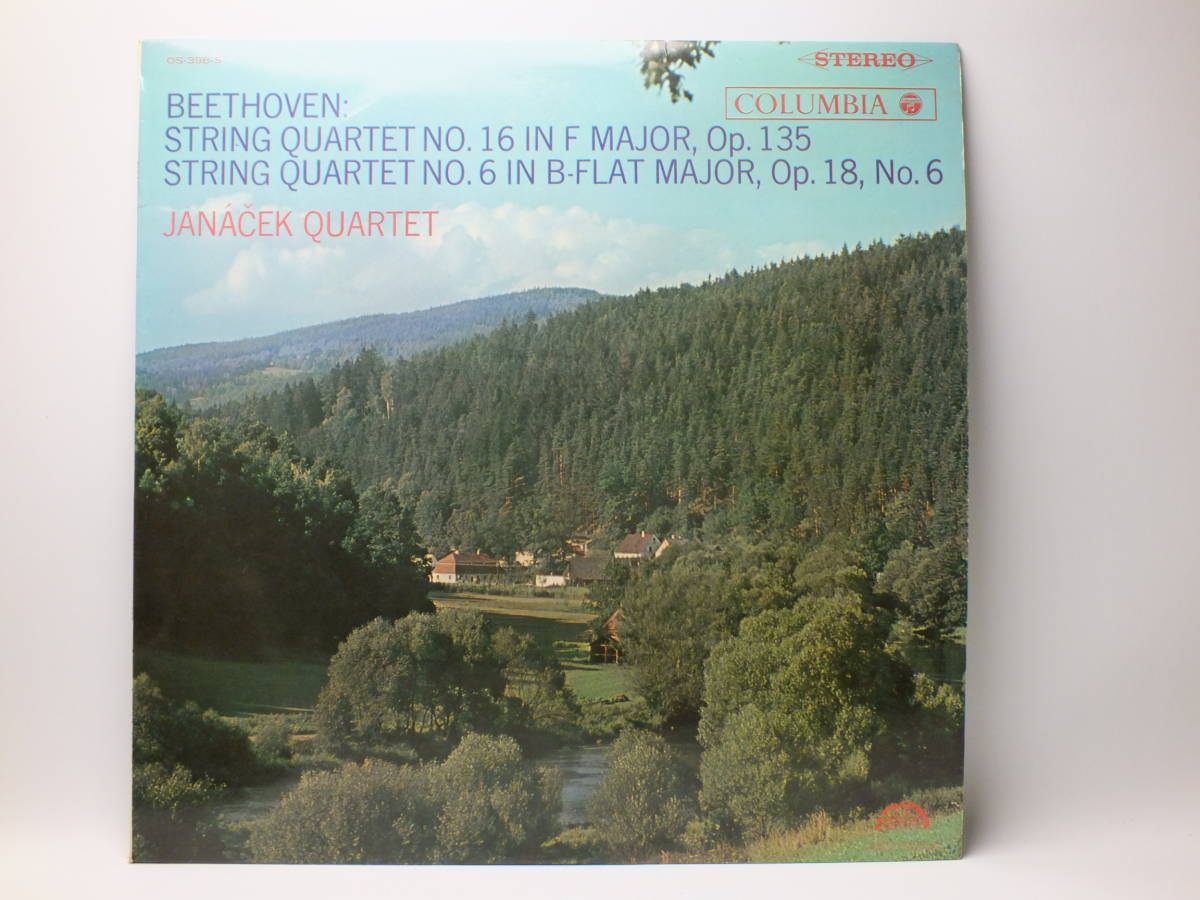 OS-396-S
STEREO
COLUMBIA
BEETHOVEN:
STRING QUARTET NO. 16 IN F MAJOR, Op. 135
STRING QUARTET NO. 6 IN B-FLAT MAJOR, Op. 18, No. 6
JANÁČEK QUARTET